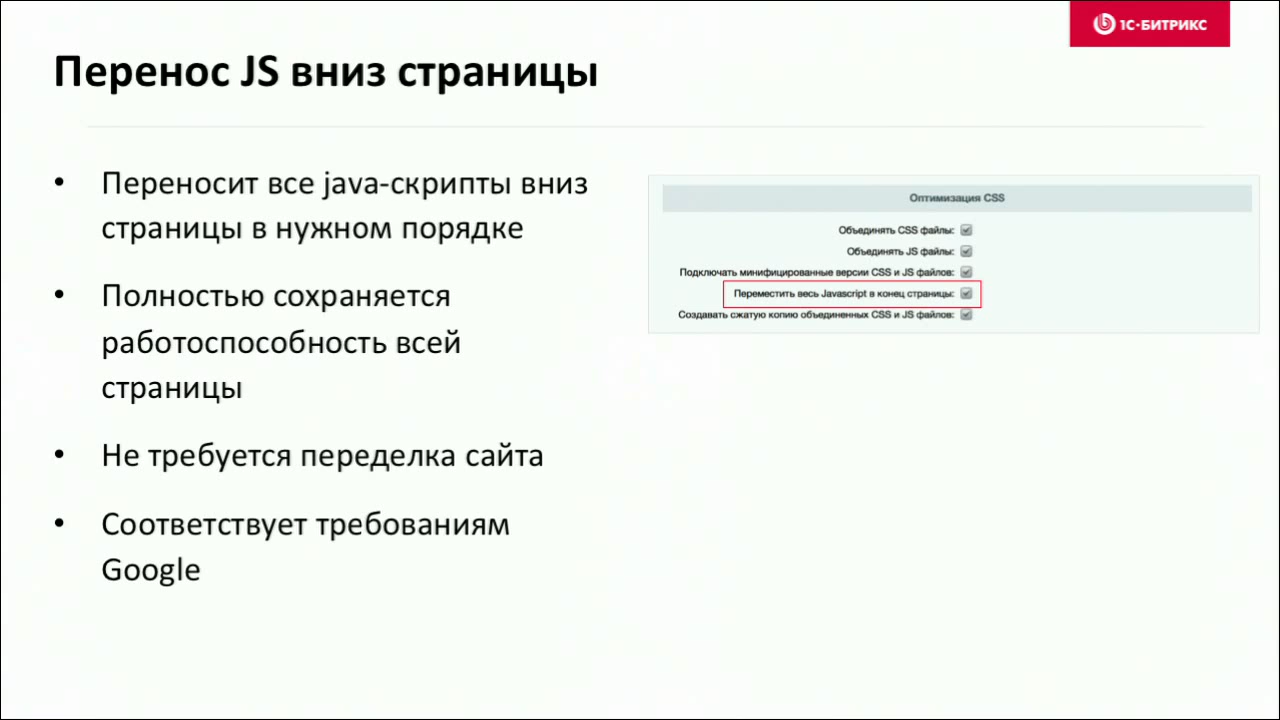 1С-БИТРИКС
Перенос JS вниз страницы
• Переносит все java-скрипты вниз
страницы в нужном порядке
• Полностью сохраняется
работоспособность всей
страницы
• Не требуется переделка сайта
• Соответствует требованиям
Google
Оптимизация CSS
Объединять CSS файлы:
Объединять JS файлы:
Подключать минифицированные версии CSS и JS файлов:
Переместить весь Javascript в конец страницы:
Создавать сжатую копию объединенных CSS и JS файлов: